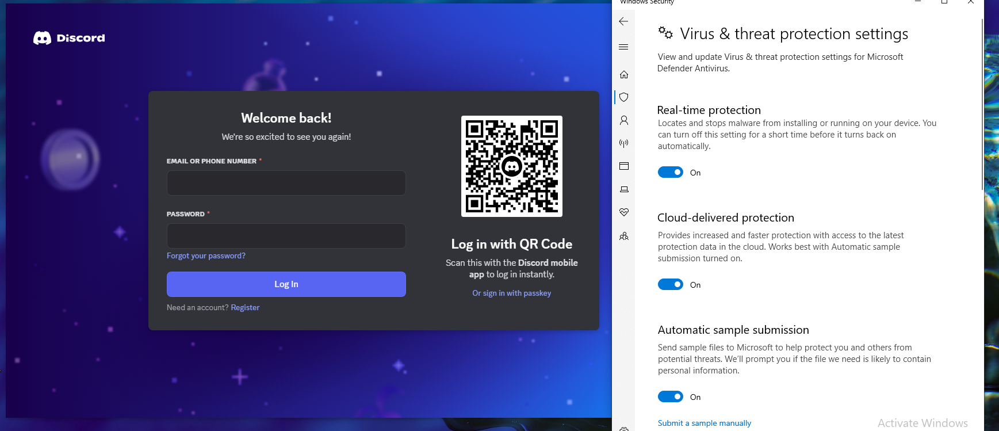 Discord
Welcome back!
We're so excited to see you again!
EMAIL OR PHONE NUMBER *
PASSWORD *
Forgot your password?
Log In
Need an account? Register
Log in with QR Code
Scan this with the Discord mobile
app to log in instantly.
Or sign in with passkey
Windows Security
Virus & threat protection settings
View and update Virus & threat protection settings for Microsoft
Defender Antivirus.
Real-time protection
Locates and stops malware from installing or running on your device. You
can turn off this setting for a short time before it turns back on
automatically.
On
Cloud-delivered protection
Provides increased and faster protection with access to the latest
protection data in the cloud. Works best with Automatic sample
submission turned on.
On
Automatic sample submission
Send sample files to Microsoft to help protect you and others from
potential threats. We'll prompt you if the file we need is likely to contain
personal information.
On
Submit a sample manually
Activate Windows